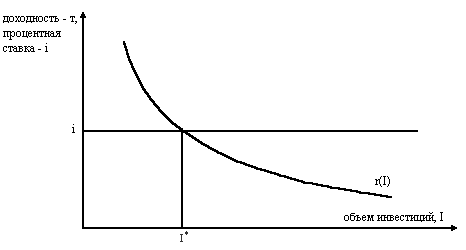 доходность - т,
процентная
ставка - i
i
r(I)
объем инвестиций, I
I*